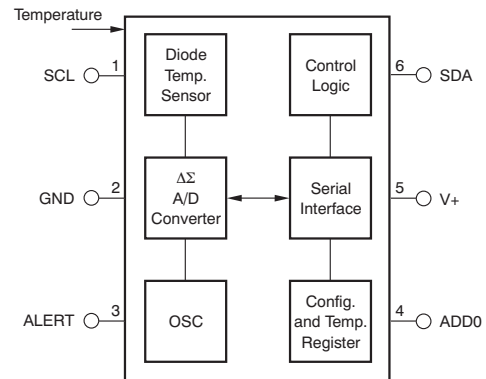 Temperature
SCL
1
Diode
Temp.
Sensor
Control
Logic
6
SDA
GND
2
ΔΣ
A/D
Converter
Serial
Interface
5
V+
ALERT
3
OSC
Config.
and Temp.
Register
4
ADD0